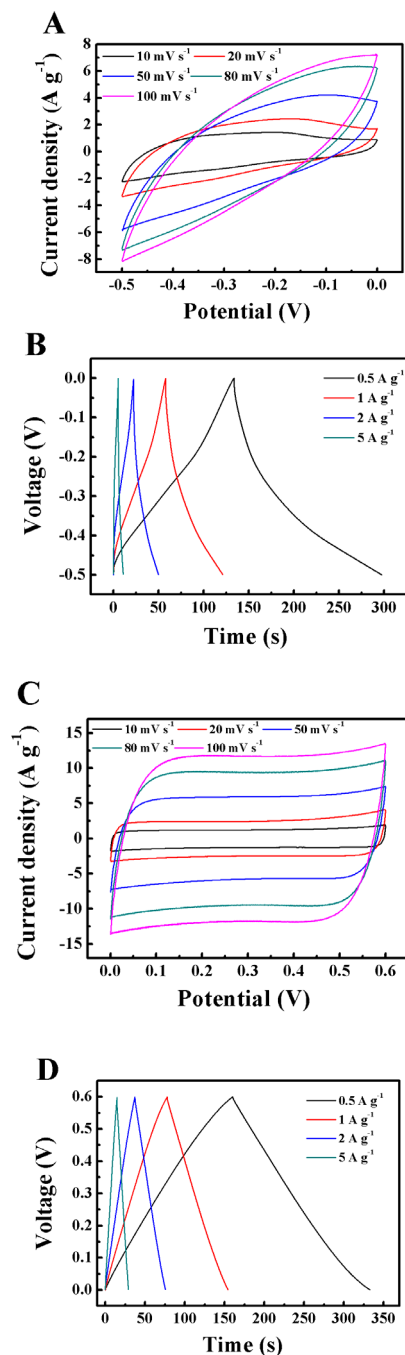 A
10 mV s⁻¹ 20 mV s⁻¹
50 mV s⁻¹ 80 mV s⁻¹
100 mV s⁻¹
Current density (A g⁻¹)
8
6
4
2
0
-2
-4
-6
-8
-0.5 -0.4 -0.3 -0.2 -0.1 0.0
Potential (V)
B
0.5 A g⁻¹
1 A g⁻¹
2 A g⁻¹
5 A g⁻¹
Voltage (V)
0.0
-0.1
-0.2
-0.3
-0.4
-0.5
0 50 100 150 200 250 300
Time (s)
C
10 mV s⁻¹ 20 mV s⁻¹ 50 mV s⁻¹
80 mV s⁻¹ 100 mV s⁻¹
Current density (A g⁻¹)
15
10
5
0
-5
-10
-15
0.0 0.1 0.2 0.3 0.4 0.5 0.6
Potential (V)
D
0.5 A g⁻¹
1 A g⁻¹
2 A g⁻¹
5 A g⁻¹
Voltage (V)
0.6
0.4
0.2
0.0
0 50 100 150 200 250 300 350
Time (s)